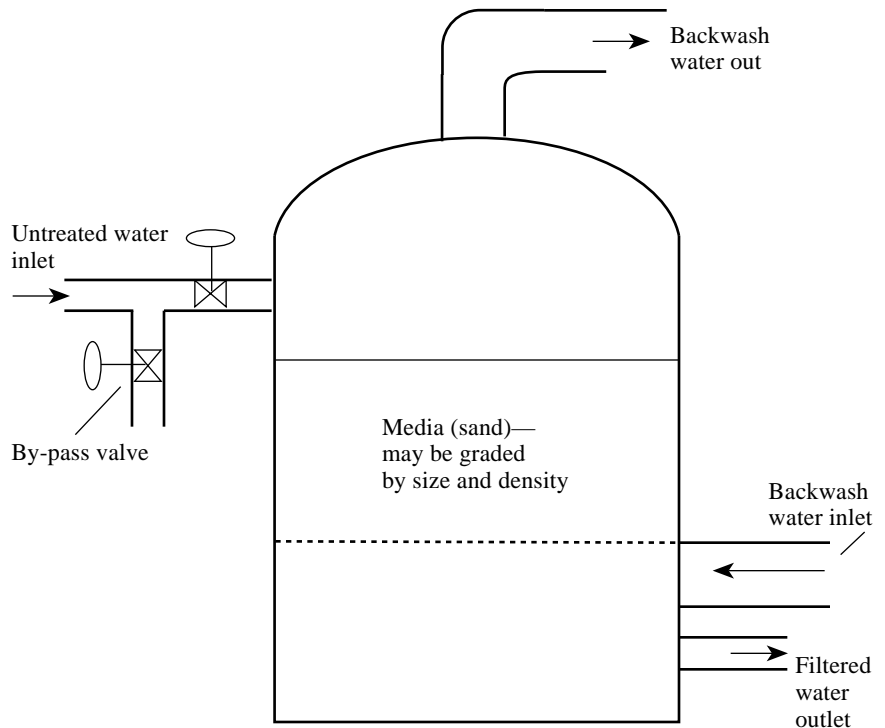 Backwash
water out
Untreated water
inlet
By-pass valve
Media (sand)—
may be graded
by size and density
Backwash
water inlet
Filtered
water
outlet